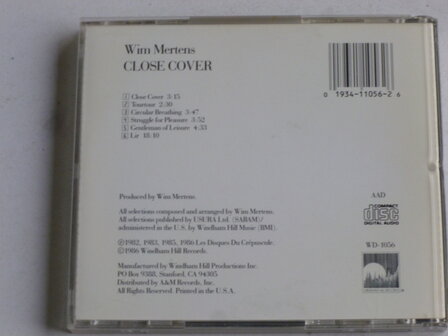 Wim Mertens
CLOSE COVER
0 1934-11056-2 6
1 Close Cover 3:15
2 Tourtour 2:30
3 Circular Breathing 3:47
4 Struggle for Pleasure 3:52
5 Gentleman of Leisure 4:33
6 Lir 18:10
Produced by Wim Mertens
All selections composed and arranged by Wim Mertens.
All selections published by USURA Ltd. (SABAM)/
administered in the U.S. by Windham Hill Music (BMI).
Ⓟ1982, 1983, 1985, 1986 Les Disques Du Crépuscule.
©1986 Windham Hill Records.
Manufactured by Windham Hill Productions Inc.
PO Box 9388, Stanford, CA 94305
Distributed by A&M Records, Inc.
All Rights Reserved. Printed in the U.S.A.
AAD
COMPACT
disc
DIGITAL AUDIO
WD-1056